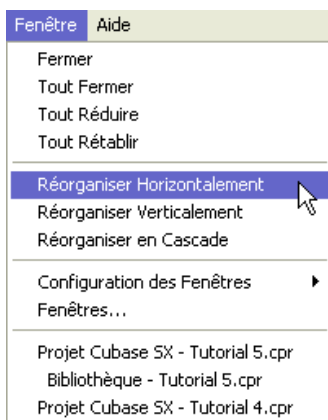 Fenêtre Aide
Fermer
Tout Fermer
Tout Réduire
Tout Rétablir
Réorganiser Horizontalement
Réorganiser Verticalement
Réorganiser en Cascade
Configuration des Fenêtres
Fenêtres...
Projet Cubase SX - Tutorial 5.cpr
Bibliothèque - Tutorial 5.cpr
Projet Cubase SX - Tutorial 4.cpr